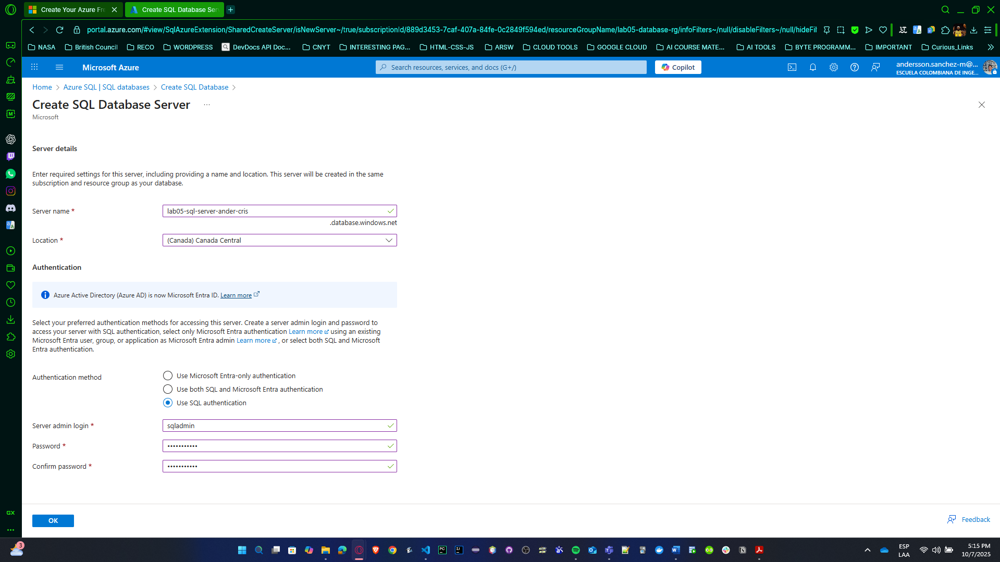 Create Your Azure Fre
Create SQL Database Ser
portal.azure.com/#view/SqlAzureExtension/SharedCreateServer/isNewServer~/true/subscriptionId/889d3453-7caf-407a-84fe-0c2849f594ed/resourceGroupName/lab05-database-rg/infoFilters~/null/disableFilters~/null/hideFil
NASA
British Council
RECO
WORDPRESS
DevDocs API Doc...
CNYT
INTERESTING PAG...
HTML-CSS-JS
ARSW
CLOUD TOOLS
GOOGLE CLOUD
AI COURSE MATE...
AI TOOLS
BYTE PROGRAMM...
IMPORTANT
Curious_Links
Microsoft Azure
Search resources, services, and docs (G+/)
Copilot
andersson.sanchez-m@...
ESCUELA COLOMBIANA DE INGE...
Home > Azure SQL | SQL databases > Create SQL Database >
Create SQL Database Server ...
Microsoft
Server details
Enter required settings for this server, including providing a name and location. This server will be created in the same
subscription and resource group as your database.
Server name *
lab05-sql-server-ander-cris
.database.windows.net
Location *
(Canada) Canada Central
Authentication
Azure Active Directory (Azure AD) is now Microsoft Entra ID. Learn more
Select your preferred authentication methods for accessing this server. Create a server admin login and password to
access your server with SQL authentication, select only Microsoft Entra authentication Learn more using an existing
Microsoft Entra user, group, or application as Microsoft Entra admin Learn more , or select both SQL and Microsoft
Entra authentication.
Authentication method
Use Microsoft Entra-only authentication
Use both SQL and Microsoft Entra authentication
Use SQL authentication
Server admin login *
sqladmin
Password *
•••••••••••
Confirm password *
•••••••••••
OK
Feedback
GX
3
ESP
LAA
5:15 PM
10/7/2025